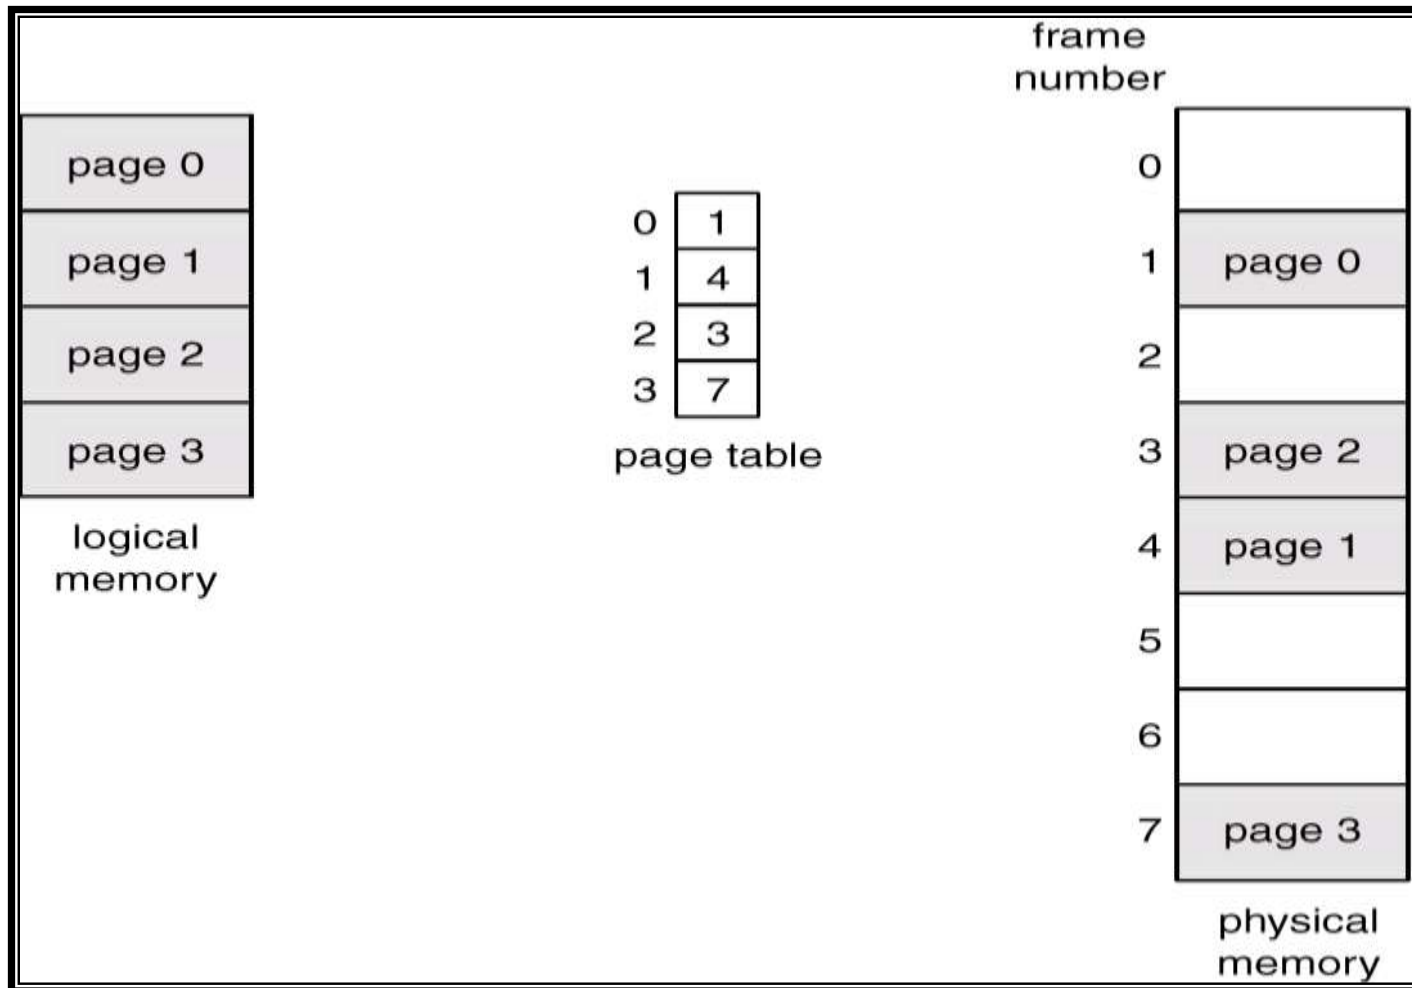 page 0
page 1
page 2
page 3
logical
memory
0 1
1 4
2 3
3 7
page table
frame
number
0
1 page 0
2
3 page 2
4 page 1
5
6
7 page 3
physical
memory